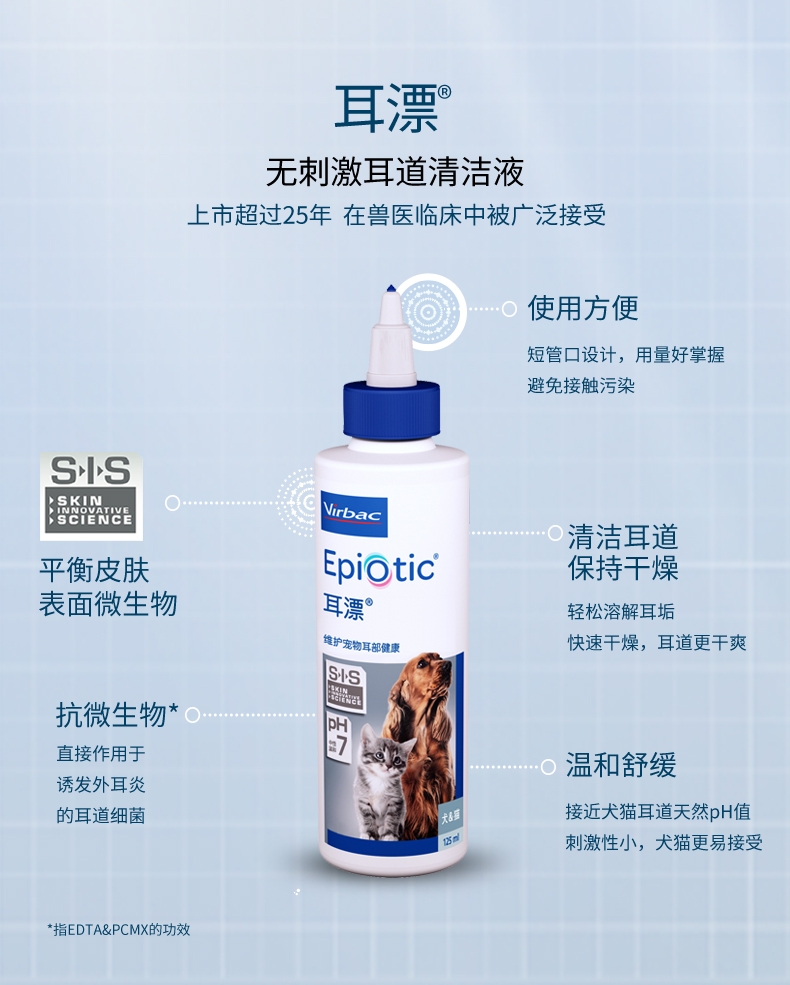 耳漂®
无刺激耳道清洁液
上市超过25年 在兽医临床中被广泛接受
使用方便
短管口设计，用量好掌握
避免接触污染
S·I·S
SKIN
INNOVATIVE
SCIENCE
平衡皮肤
表面微生物
清洁耳道
保持干燥
轻松溶解耳垢
快速干燥，耳道更干爽
抗微生物*
直接作用于
诱发外耳炎
的耳道细菌
温和舒缓
接近犬猫耳道天然pH值
刺激性小，犬猫更易接受
Virbac
Epiotic®
耳漂®
维护宠物耳部健康
S·I·S
SKIN
INNOVATIVE
SCIENCE
pH
7
犬&猫
125 ml
*指EDTA&PCMX的功效